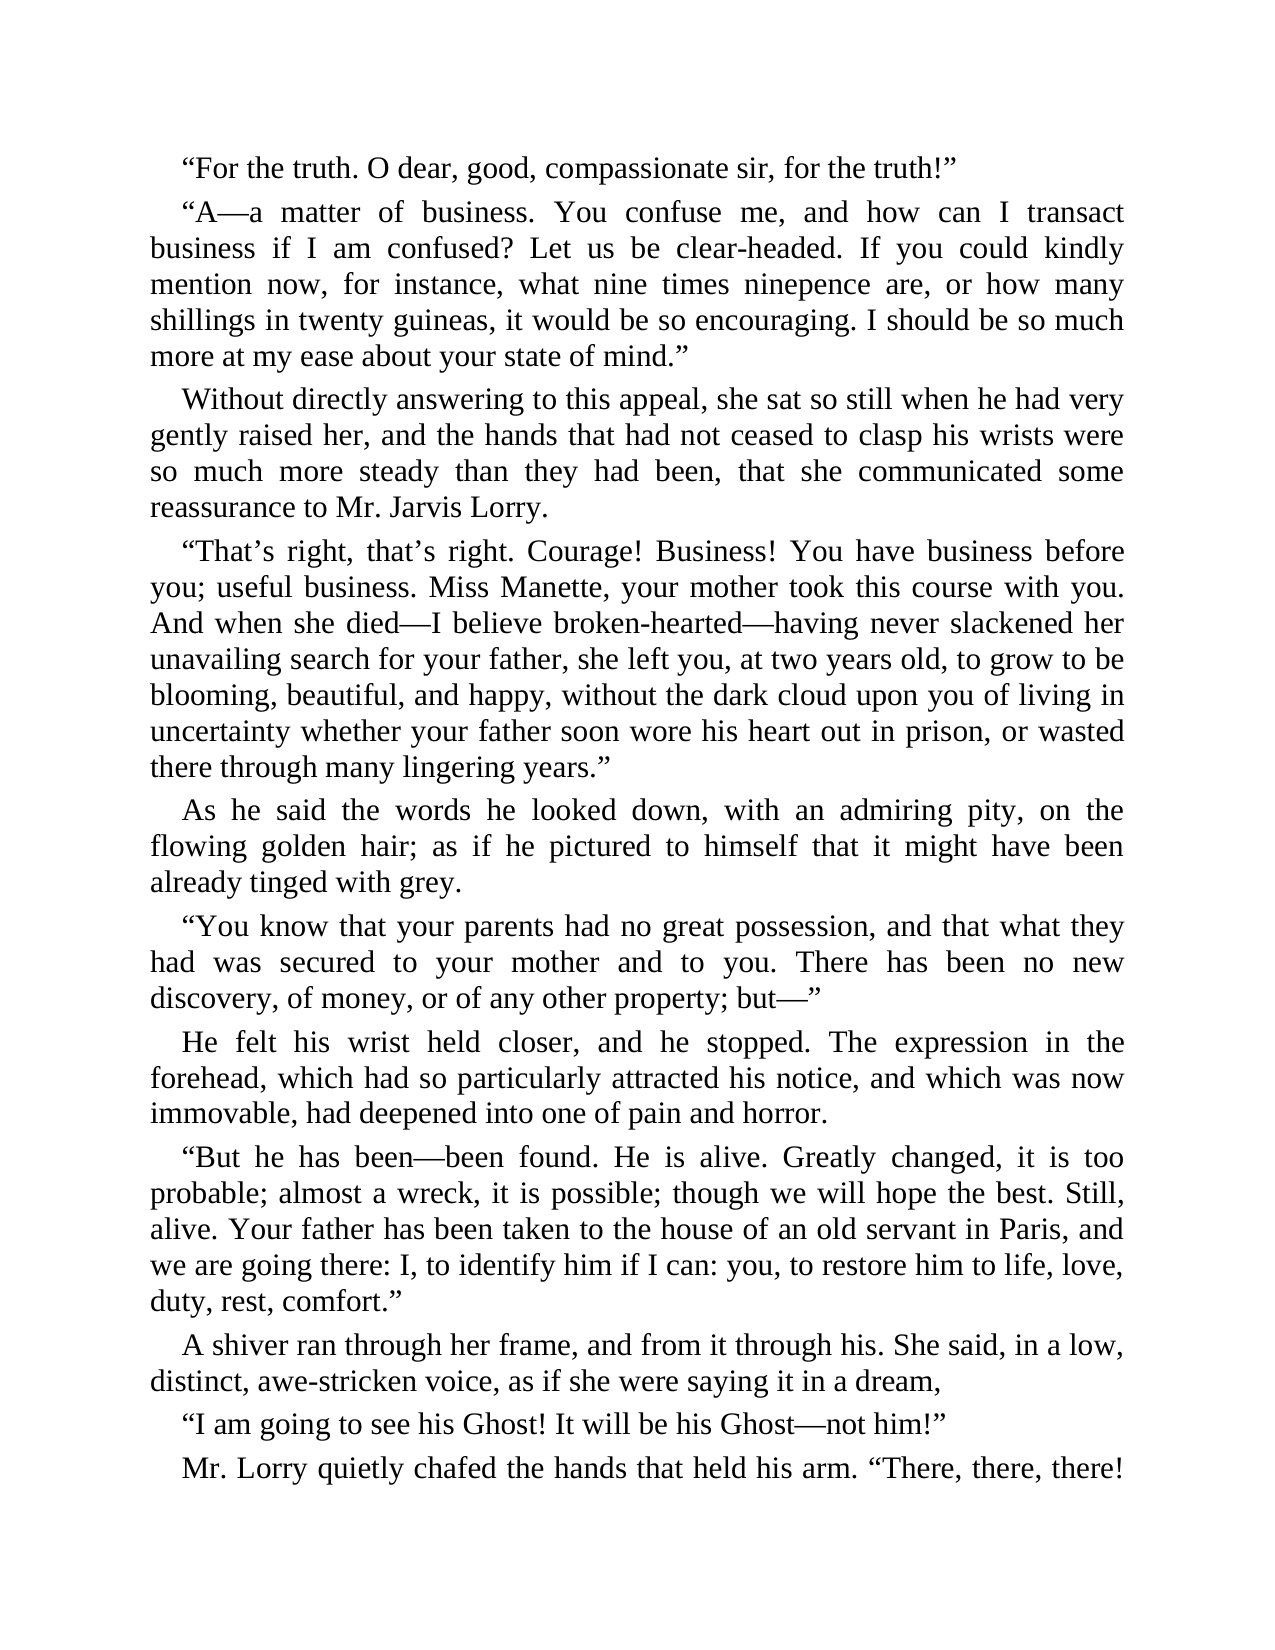 “For the truth. O dear, good, compassionate sir, for the truth!”
“A—a matter of business. You confuse me, and how can I transact
business if I am confused? Let us be clear-headed. If you could kindly
mention now, for instance, what nine times ninepence are, or how many
shillings in twenty guineas, it would be so encouraging. I should be so much
more at my ease about your state of mind.”
Without directly answering to this appeal, she sat so still when he had very
gently raised her, and the hands that had not ceased to clasp his wrists were
so much more steady than they had been, that she communicated some
reassurance to Mr. Jarvis Lorry.
“That’s right, that’s right. Courage! Business! You have business before
you; useful business. Miss Manette, your mother took this course with you.
And when she died—I believe broken-hearted—having never slackened her
unavailing search for your father, she left you, at two years old, to grow to be
blooming, beautiful, and happy, without the dark cloud upon you of living in
uncertainty whether your father soon wore his heart out in prison, or wasted
there through many lingering years.”
As he said the words he looked down, with an admiring pity, on the
flowing golden hair; as if he pictured to himself that it might have been
already tinged with grey.
“You know that your parents had no great possession, and that what they
had was secured to your mother and to you. There has been no new
discovery, of money, or of any other property; but—”
He felt his wrist held closer, and he stopped. The expression in the
forehead, which had so particularly attracted his notice, and which was now
immovable, had deepened into one of pain and horror.
“But he has been—been found. He is alive. Greatly changed, it is too
probable; almost a wreck, it is possible; though we will hope the best. Still,
alive. Your father has been taken to the house of an old servant in Paris, and
we are going there: I, to identify him if I can: you, to restore him to life, love,
duty, rest, comfort.”
A shiver ran through her frame, and from it through his. She said, in a low,
distinct, awe-stricken voice, as if she were saying it in a dream,
“I am going to see his Ghost! It will be his Ghost—not him!”
Mr. Lorry quietly chafed the hands that held his arm. “There, there, there!